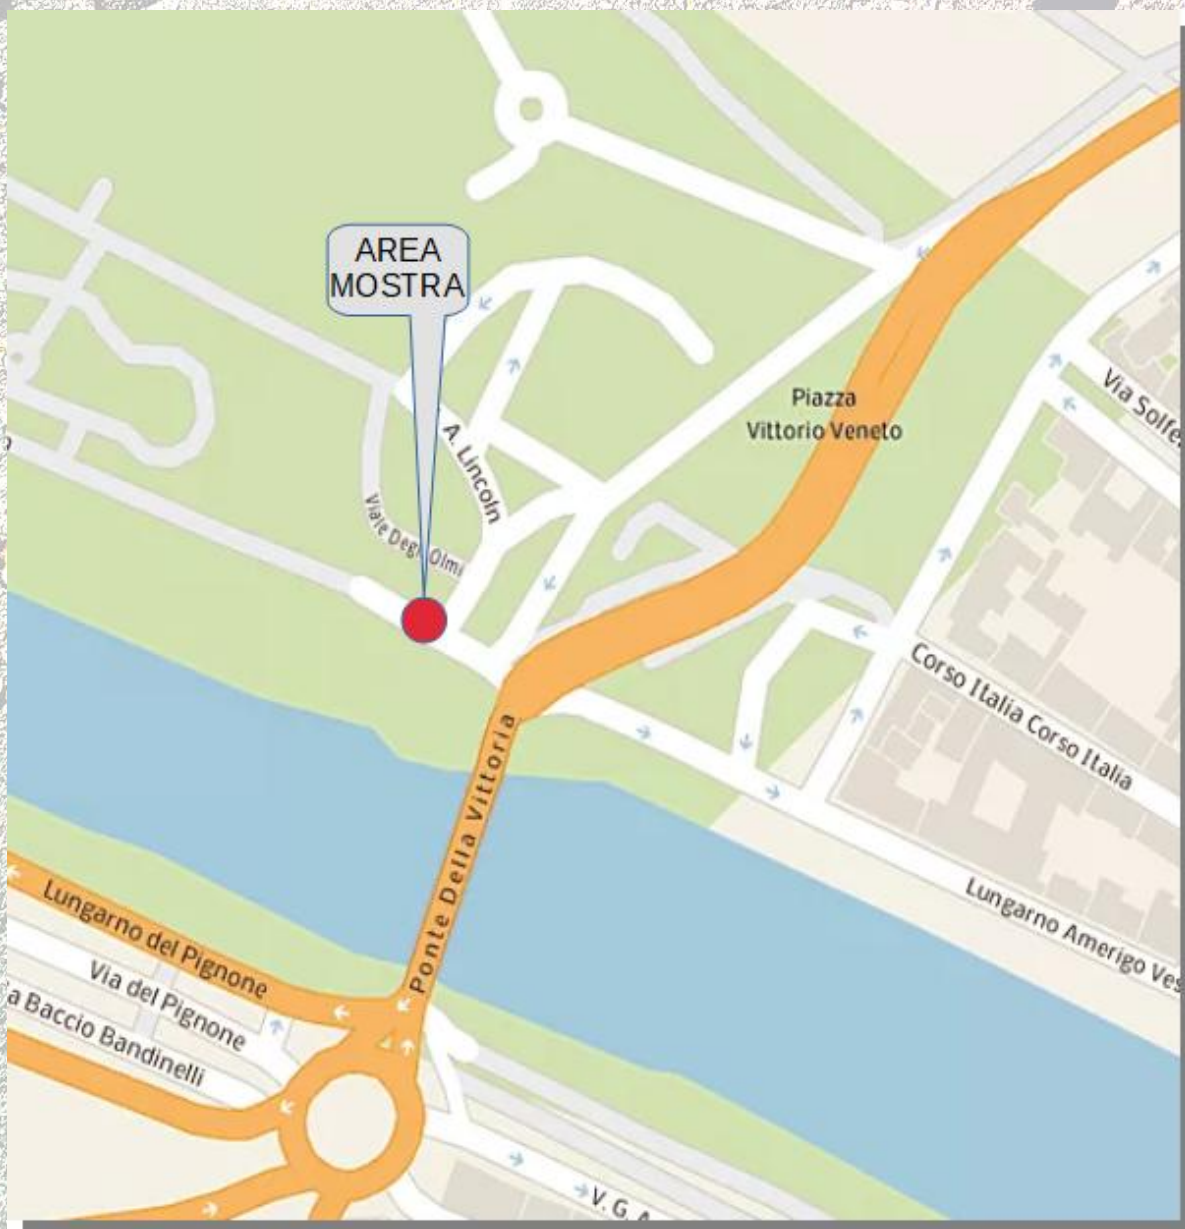 AREA
MOSTRA
Piazza
Vittorio Veneto
Via Solfe
A. Lincoln
Viale Degli Olmi
Corso Italia Corso Italia
Ponte Della Vittoria
Lungarno Amerigo Ves
Lungarno del Pignone
Via del Pignone
a Baccio Bandinelli
V. G. A